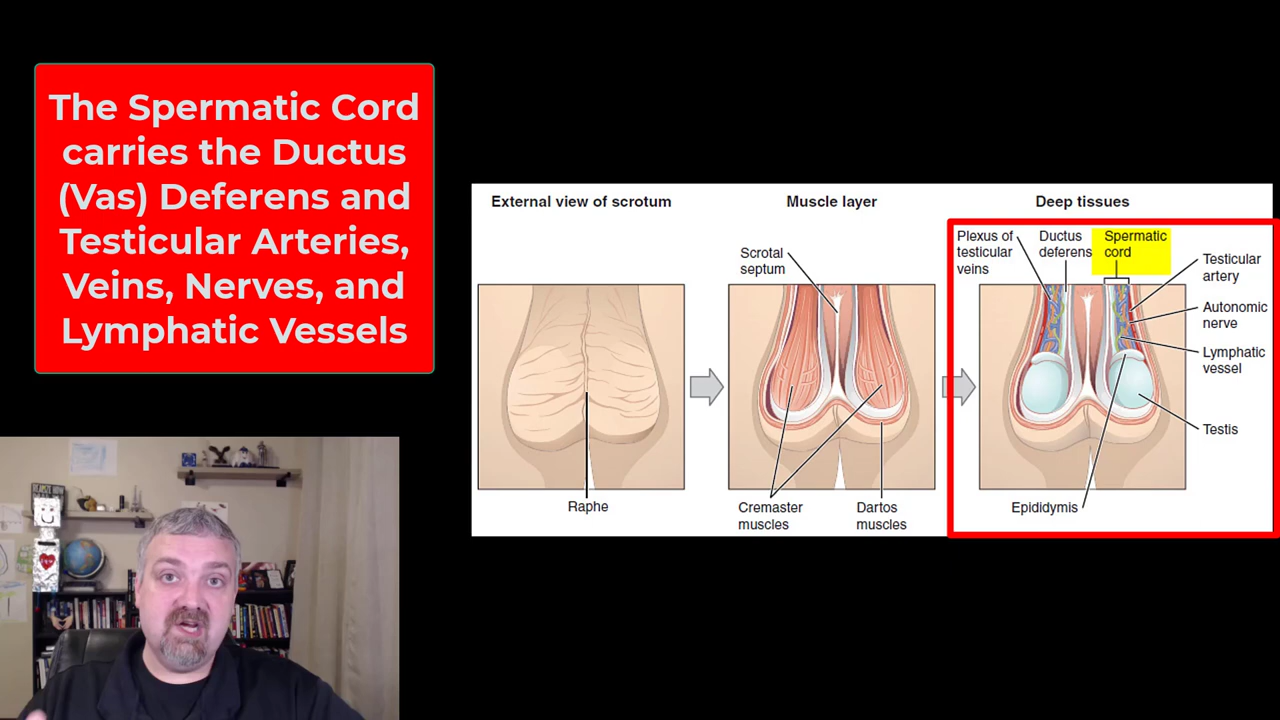 The Spermatic Cord
carries the Ductus
(Vas) Deferens and
Testicular Arteries,
Veins, Nerves, and
Lymphatic Vessels
External view of scrotum
Muscle layer
Deep tissues
Raphe
Scrotal
septum
Cremaster
muscles
Dartos
muscles
Plexus of
testicular
veins
Ductus
deferens
Spermatic
cord
Testicular
artery
Autonomic
nerve
Lymphatic
vessel
Testis
Epididymis